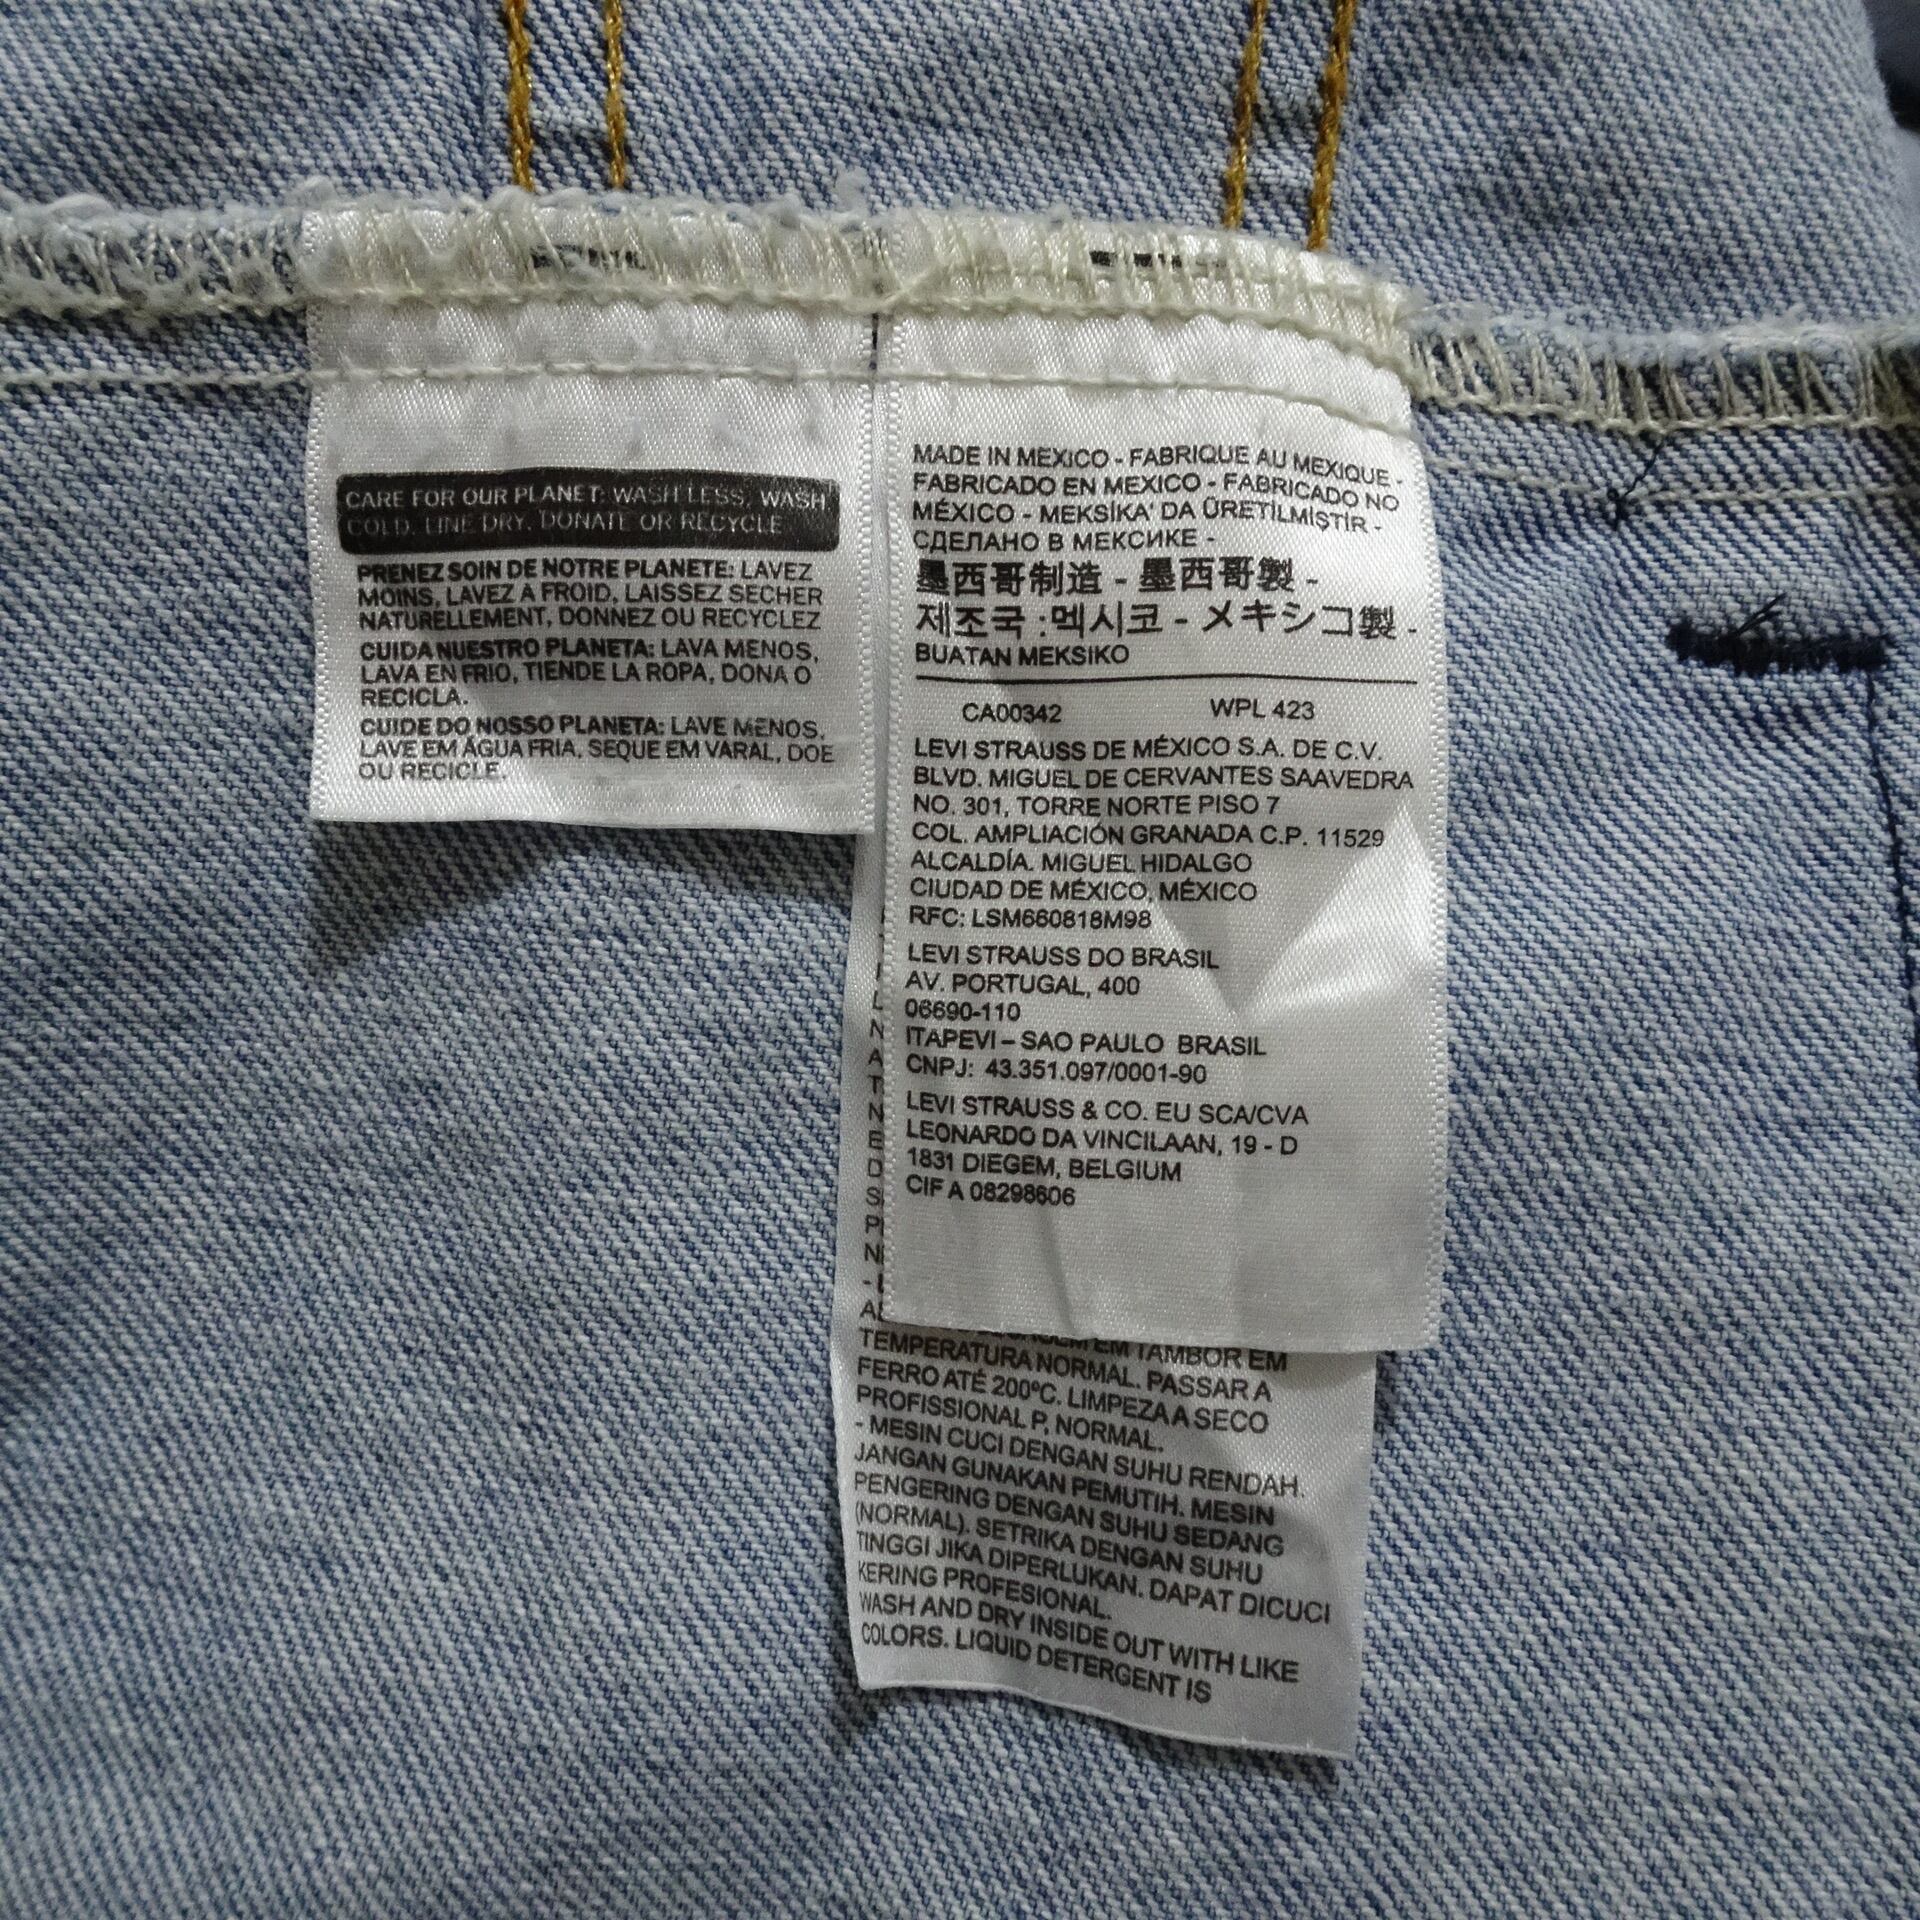 CARE FOR OUR PLANET: WASH LESS, WASH
COLD, LINE DRY, DONATE OR RECYCLE
PRENEZ SOIN DE NOTRE PLANETE: LAVEZ
MOINS, LAVEZ À FROID, LAISSEZ SECHER
NATURELLEMENT, DONNEZ OU RECYCLEZ
CUIDA NUESTRO PLANETA: LAVA MENOS,
LAVA EN FRIO, TIENDE LA ROPA, DONA O
RECICLA.
CUIDE DO NOSSO PLANETA: LAVE MENOS,
LAVE EM ÁGUA FRIA, SEQUE EM VARAL, DOE
OU RECICLE.
MADE IN MEXICO - FABRIQUE AU MEXIQUE -
FABRICADO EN MEXICO - FABRICADO NO
MÉXICO - MEKSİKA' DA ÜRETİLMİŞTİR -
СДЕЛАНО В МЕКСИКЕ -
墨西哥制造 - 墨西哥製 -
제조국 :멕시코 - メキシコ製 -
BUATAN MEKSIKO
CA00342 WPL 423
LEVI STRAUSS DE MÉXICO S.A. DE C.V.
BLVD. MIGUEL DE CERVANTES SAAVEDRA
NO. 301, TORRE NORTE PISO 7
COL. AMPLIACIÓN GRANADA C.P. 11529
ALCALDÍA. MIGUEL HIDALGO
CIUDAD DE MÉXICO, MÉXICO
RFC: LSM660818M98
LEVI STRAUSS DO BRASIL
AV. PORTUGAL, 400
06690-110
ITAPEVI – SAO PAULO BRASIL
CNPJ: 43.351.097/0001-90
LEVI STRAUSS & CO. EU SCA/CVA
LEONARDO DA VINCILAAN, 19 - D
1831 DIEGEM, BELGIUM
CIF A 08298606
EM TAMBOR EM
TEMPERATURA NORMAL. PASSAR A
FERRO ATÉ 200ºC. LIMPEZA A SECO
PROFISSIONAL P, NORMAL.
- MESIN CUCI DENGAN SUHU RENDAH.
JANGAN GUNAKAN PEMUTIH. MESIN
PENGERING DENGAN SUHU SEDANG
(NORMAL). SETRIKA DENGAN SUHU
TINGGI JIKA DIPERLUKAN. DAPAT DICUCI
KERING PROFESIONAL.
WASH AND DRY INSIDE OUT WITH LIKE
COLORS. LIQUID DETERGENT IS